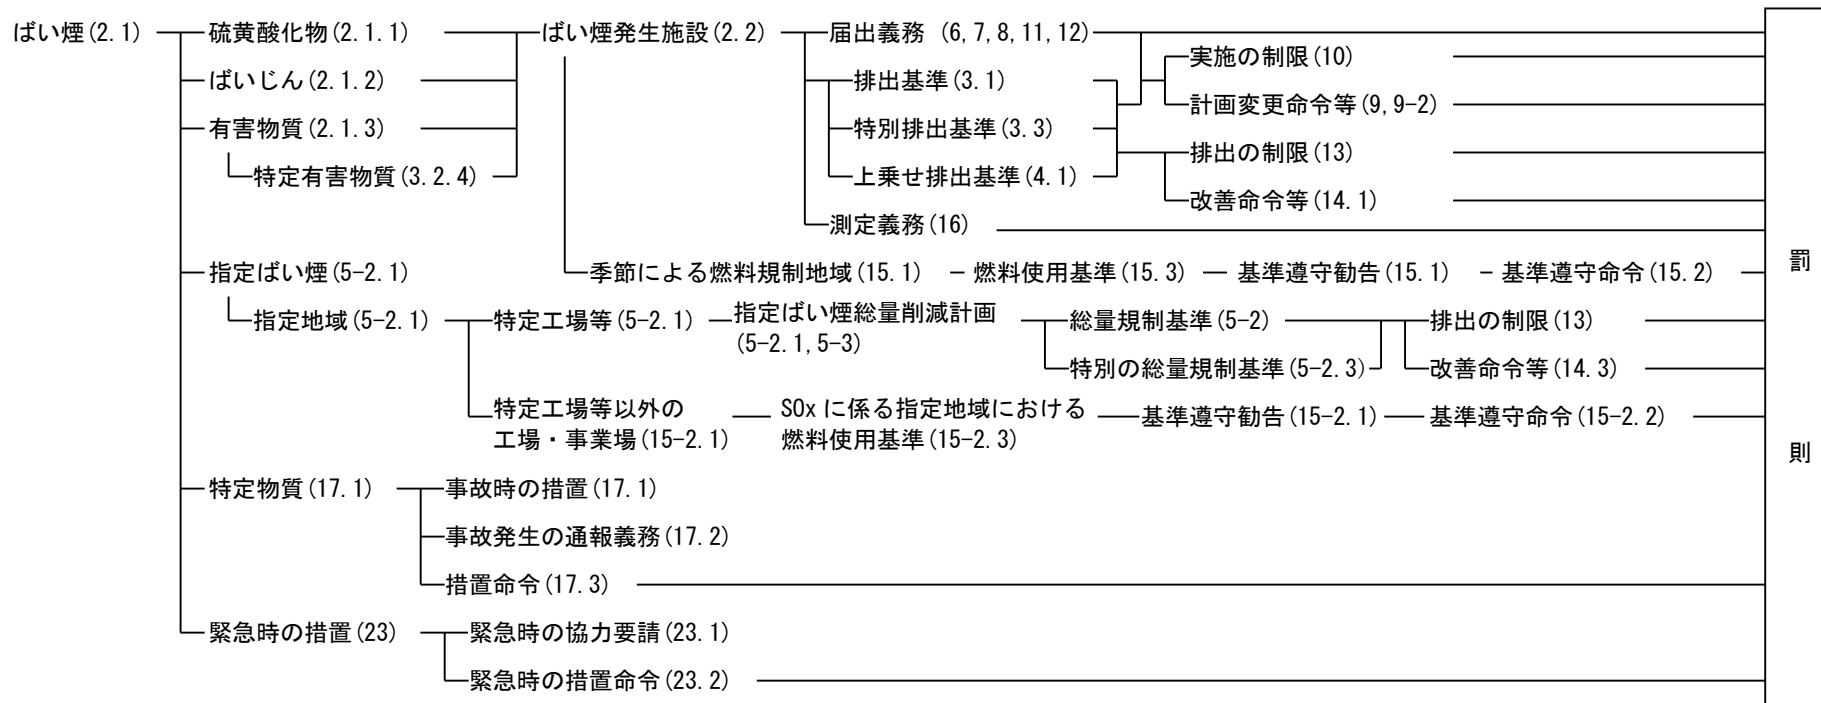 ばい煙(2.1)
硫黄酸化物(2.1.1)
ばい煙発生施設(2.2)
届出義務 (6,7,8,11,12)
実施の制限(10)
ばいじん(2.1.2)
排出基準(3.1)
計画変更命令等(9,9-2)
有害物質(2.1.3)
特別排出基準(3.3)
排出の制限(13)
特定有害物質(3.2.4)
上乗せ排出基準(4.1)
改善命令等(14.1)
測定義務(16)
指定ばい煙(5-2.1)
季節による燃料規制地域(15.1)
燃料使用基準(15.3)
基準遵守勧告(15.1)
基準遵守命令(15.2)
罰
指定地域(5-2.1)
特定工場等(5-2.1)
指定ばい煙総量削減計画
(5-2.1,5-3)
総量規制基準(5-2)
排出の制限(13)
特別の総量規制基準(5-2.3)
改善命令等(14.3)
特定工場等以外の
工場・事業場(15-2.1)
SOx に係る指定地域における
燃料使用基準(15-2.3)
基準遵守勧告(15-2.1)
基準遵守命令(15-2.2)
則
特定物質(17.1)
事故時の措置(17.1)
事故発生の通報義務(17.2)
措置命令(17.3)
緊急時の措置(23)
緊急時の協力要請(23.1)
緊急時の措置命令(23.2)